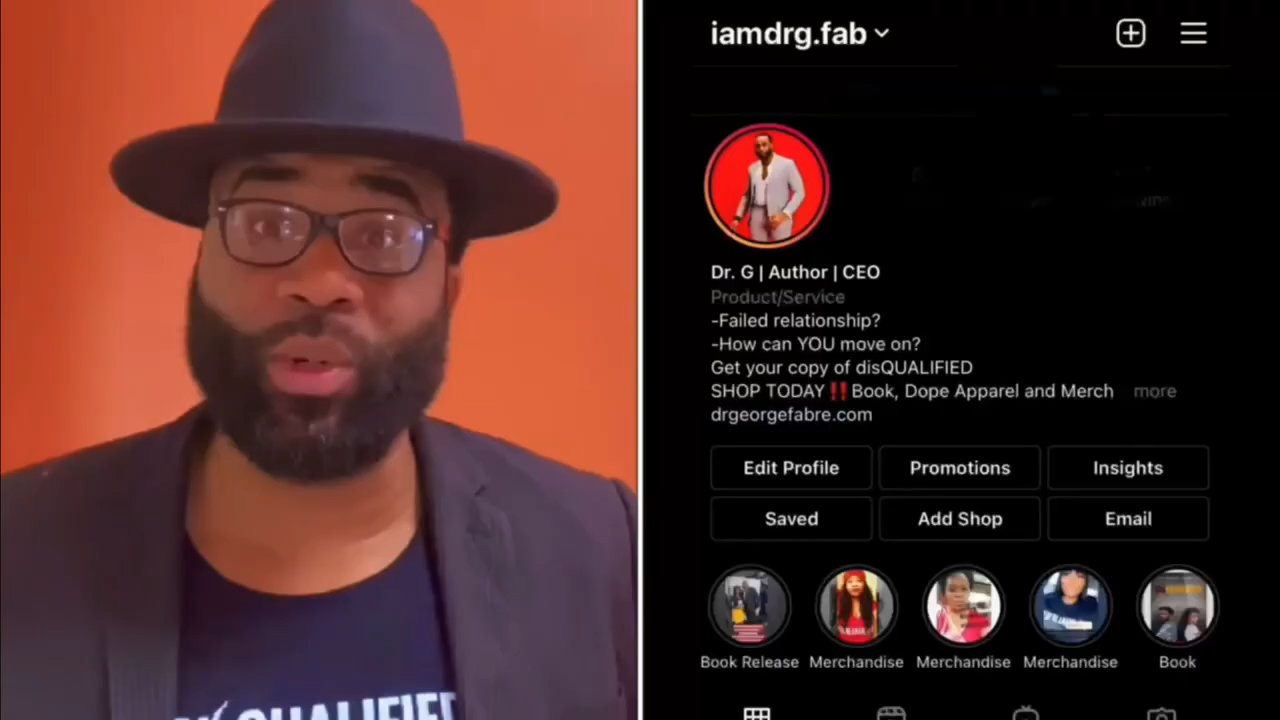 iamdrg.fab
Dr. G | Author | CEO
Product/Service
-Failed relationship?
-How can YOU move on?
Get your copy of disQUALIFIED
SHOP TODAY‼️Book, Dope Apparel and Merch more
drgeorgefabre.com
Edit Profile Promotions Insights
Saved Add Shop Email
Book Release Merchandise Merchandise Merchandise Book
QUALIFIED